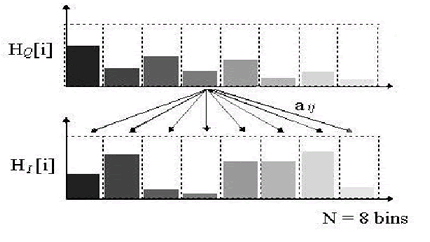 H_Q[i]
a_ij
H_I[i]
N = 8 bins